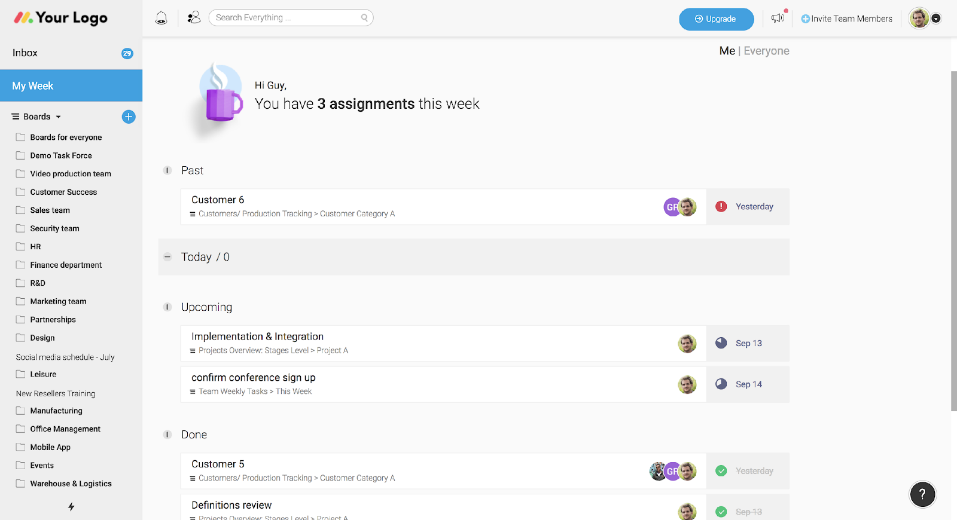 Your Logo
Search Everything ...
Upgrade
Invite Team Members
Inbox
29
My Week
Boards
Boards for everyone
Demo Task Force
Video production team
Customer Success
Sales team
Security team
HR
Finance department
R&D
Marketing team
Partnerships
Design
Social media schedule - July
Leisure
New Resellers Training
Manufacturing
Office Management
Mobile App
Events
Warehouse & Logistics
Me | Everyone
Hi Guy,
You have 3 assignments this week
Past
Customer 6
Customers/ Production Tracking > Customer Category A
GR
Yesterday
Today / 0
Upcoming
Implementation & Integration
Projects Overview: Stages Level > Project A
Sep 13
confirm conference sign up
Team Weekly Tasks > This Week
Sep 14
Done
Customer 5
Customers/ Production Tracking > Customer Category A
GR
Yesterday
Definitions review
Projects Overview: Stages Level > Project A
Sep 13
?